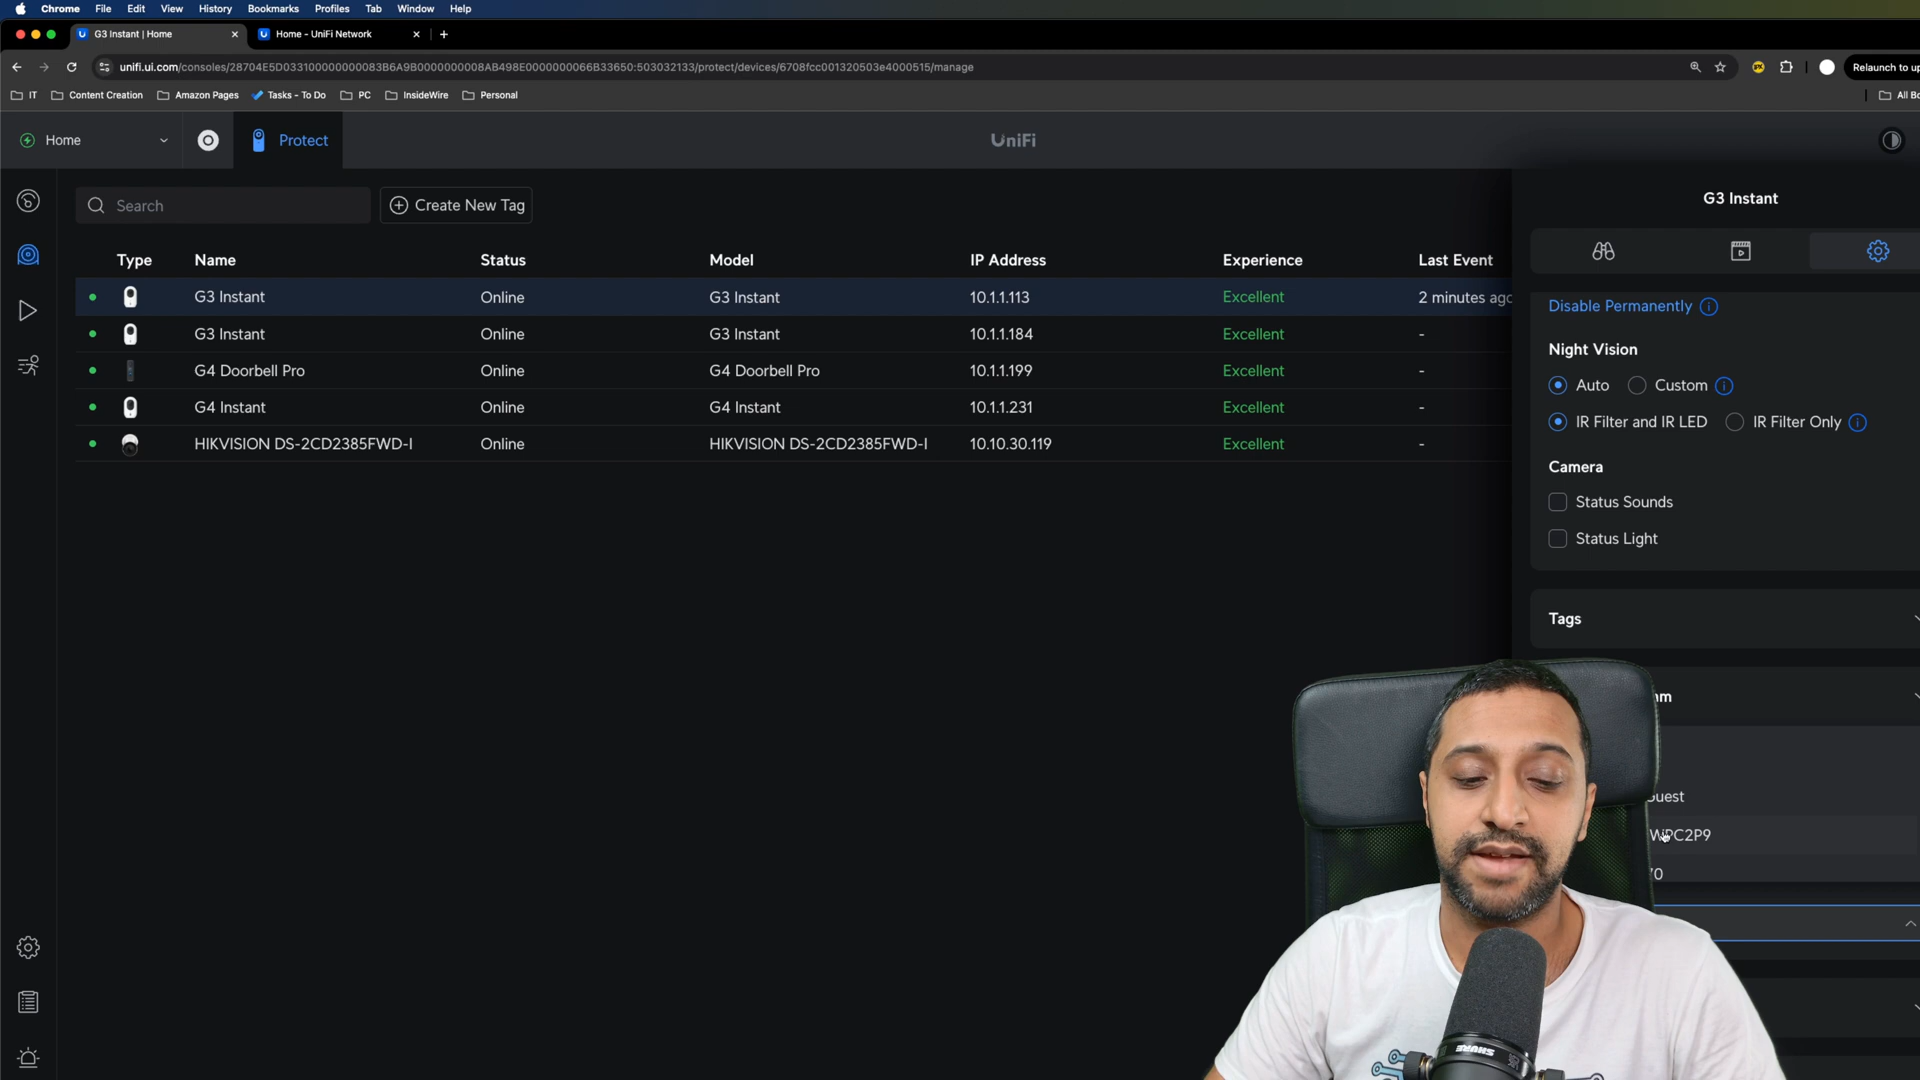 Chrome File Edit View History Bookmarks Profiles Tab Window Help
G3 Instant | Home
Home - UniFi Network
unifi.ui.com/consoles/28704E5D033100000000083B6A9B0000000008AB498E0000000066B33650:503032133/protect/devices/6708fcc001320503e4000515/manage
Relaunch to
IT Content Creation Amazon Pages Tasks - To Do PC InsideWire Personal
All
Home
Protect
UniFi
G3 Instant
Search
Create New Tag
Type Name Status Model IP Address Experience Last Event
G3 Instant Online G3 Instant 10.1.1.113 Excellent 2 minutes
G3 Instant Online G3 Instant 10.1.1.184 Excellent -
G4 Doorbell Pro Online G4 Doorbell Pro 10.1.1.199 Excellent -
G4 Instant Online G4 Instant 10.1.1.231 Excellent -
HIKVISION DS-2CD2385FWD-I Online HIKVISION DS-2CD2385FWD-I 10.10.30.119 Excellent -
Disable Permanently
Night Vision
Auto Custom
IR Filter and IR LED IR Filter Only
Camera
Status Sounds
Status Light
Tags
SHURE